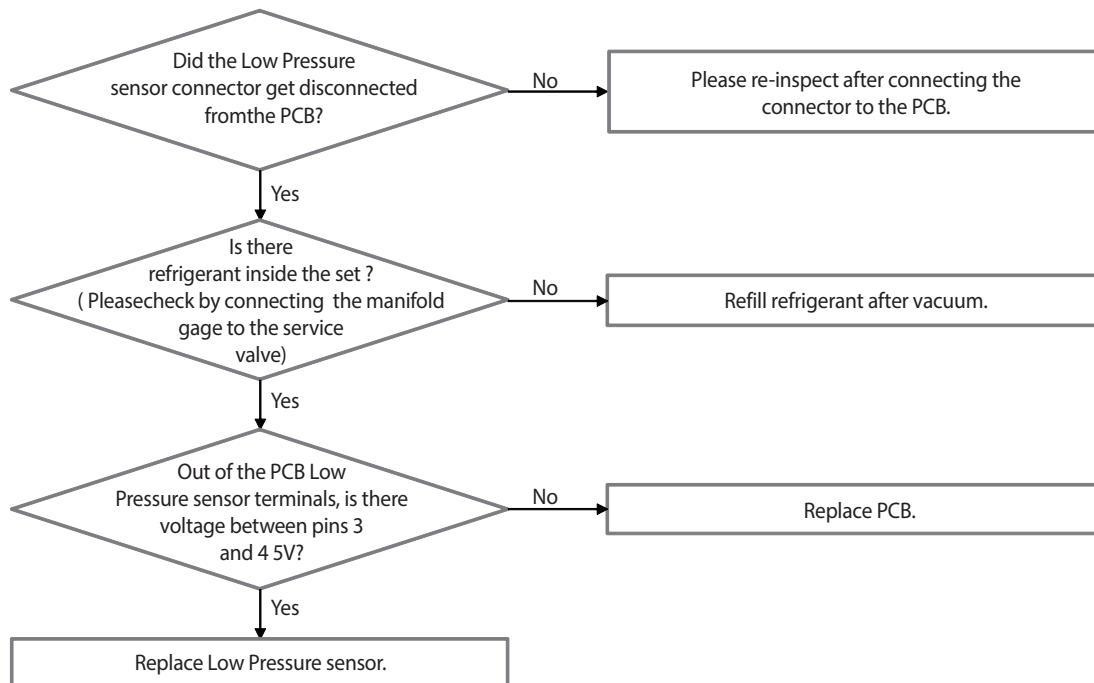 Did the Low Pressure
sensor connector get disconnected
fromthe PCB?
No
Please re-inspect after connecting the
connector to the PCB.
Yes
Is there
refrigerant inside the set ?
( Pleasecheck by connecting the manifold
gage to the service
valve)
No
Refill refrigerant after vacuum.
Yes
Out of the PCB Low
Pressure sensor terminals, is there
voltage between pins 3
and 4 5V?
No
Replace PCB.
Yes
Replace Low Pressure sensor.